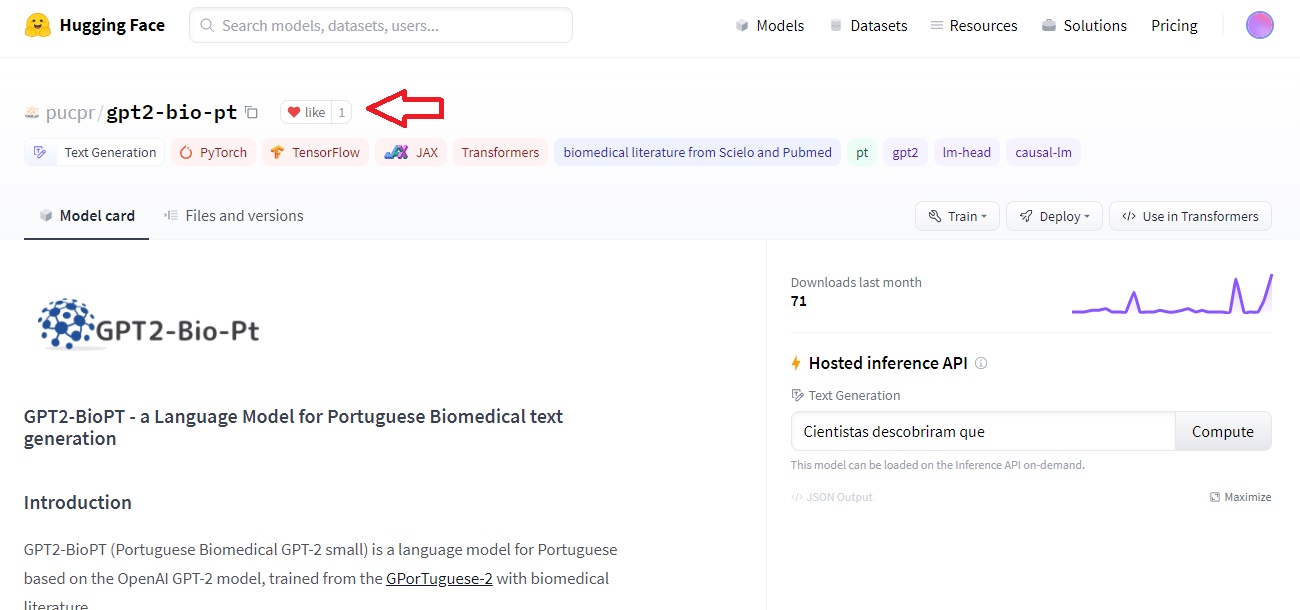 Hugging Face
Search models, datasets, users...
Models
Datasets
Resources
Solutions
Pricing
pucpr/gpt2-bio-pt
like 1
Text Generation
PyTorch
TensorFlow
JAX
Transformers
biomedical literature from Scielo and Pubmed
pt
gpt2
lm-head
causal-lm
Model card
Files and versions
Train
Deploy
</> Use in Transformers
GPT2-Bio-Pt
GPT2-BioPT - a Language Model for Portuguese Biomedical text
generation
Introduction
GPT2-BioPT (Portuguese Biomedical GPT-2 small) is a language model for Portuguese
based on the OpenAI GPT-2 model, trained from the GPorTuguese-2 with biomedical
literature.
Downloads last month
71
Hosted inference API
Text Generation
Cientistas descobriram que
Compute
This model can be loaded on the Inference API on-demand.
</> JSON Output
Maximize